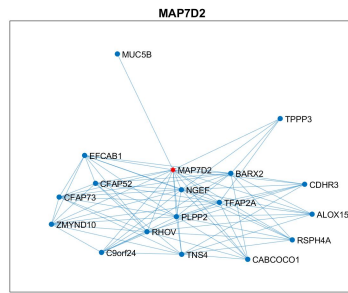 MAP7D2
MUC5B
TPPP3
EFCAB1
MAP7D2
BARX2
CFAP52
CDHR3
NGEF
CFAP73
TFAP2A
ALOX15
PLPP2
ZMYND10
RHOV
RSPH4A
C9orf24
TNS4
CABCOCO1